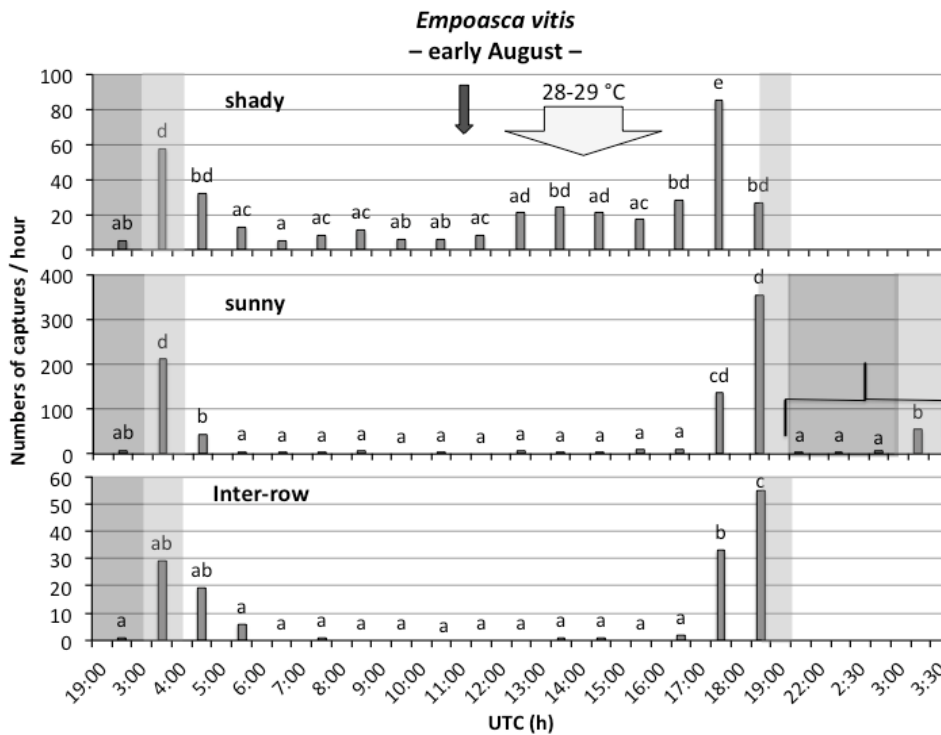 Empoasca vitis
– early August –
Numbers of captures / hour
100
80
60
40
20
0
shady
28-29 °C
ab d bd ac a ac ac ab ab ac ad bd ad ac bd e bd
400
300
200
100
0
sunny
ab d b a a a a a a a a a a a a cd d a a a b
60
50
40
30
20
10
0
Inter-row
a ab ab a a a a a a a a a a a a b c
19:00 3:00 4:00 5:00 6:00 7:00 8:00 9:00 10:00 11:00 12:00 13:00 14:00 15:00 16:00 17:00 18:00 19:00 22:00 2:30 3:00 3:30
UTC (h)